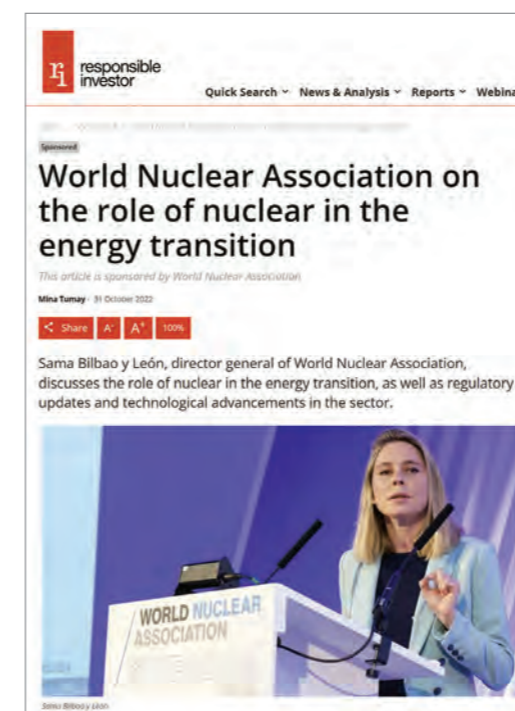 ri responsible
investor
Quick Search News & Analysis Reports Webina
Sponsored
World Nuclear Association on
the role of nuclear in the
energy transition
This article is sponsored by World Nuclear Association
Mina Tumay - 31 October 2022
Share A- A+ 100%
Sama Bilbao y León, director general of World Nuclear Association,
discusses the role of nuclear in the energy transition, as well as regulatory
updates and technological advancements in the sector.
WORLD NUCLEAR
ASSOCIATION
Sama Bilbao y León